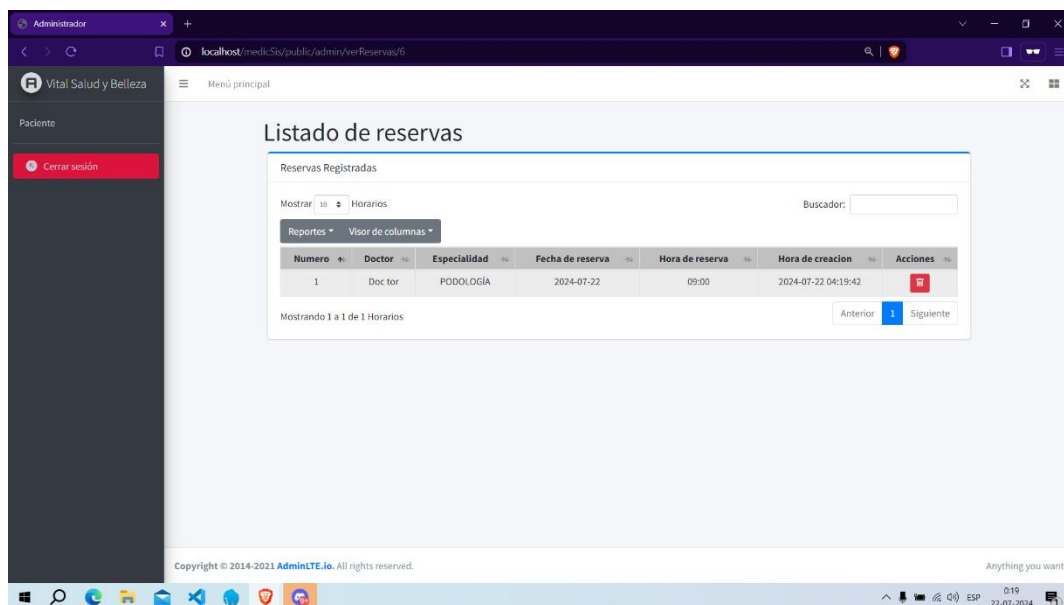 Administrador
localhost/medicSis/public/admin/verReservas/6
Vital Salud y Belleza
Menú principal
Paciente
Cerrar sesión
Listado de reservas
Reservas Registradas
Mostrar 10 Horarios
Buscador:
Reportes Visor de columnas
Numero Doctor Especialidad Fecha de reserva Hora de reserva Hora de creacion Acciones
1 Doc tor PODOLOGÍA 2024-07-22 09:00 2024-07-22 04:19:42
Mostrando 1 a 1 de 1 Horarios
Anterior 1 Siguiente
Copyright © 2014-2021 AdminLTE.io. All rights reserved.
Anything you want
ESP
0:19
22-07-2024